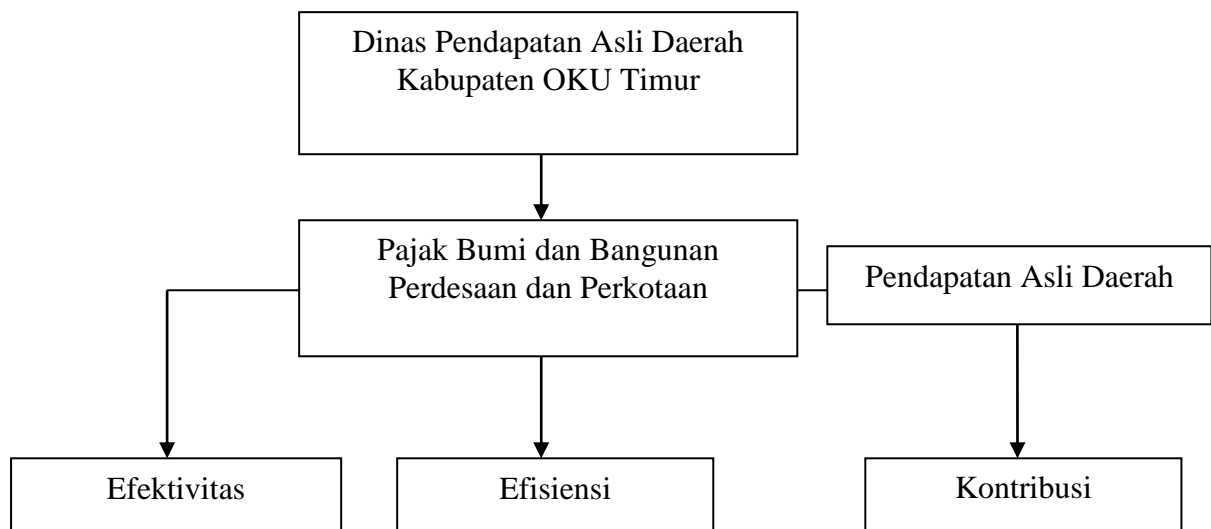 Dinas Pendapatan Asli Daerah
Kabupaten OKU Timur
Pajak Bumi dan Bangunan
Perdesaan dan Perkotaan
Pendapatan Asli Daerah
Efektivitas
Efisiensi
Kontribusi